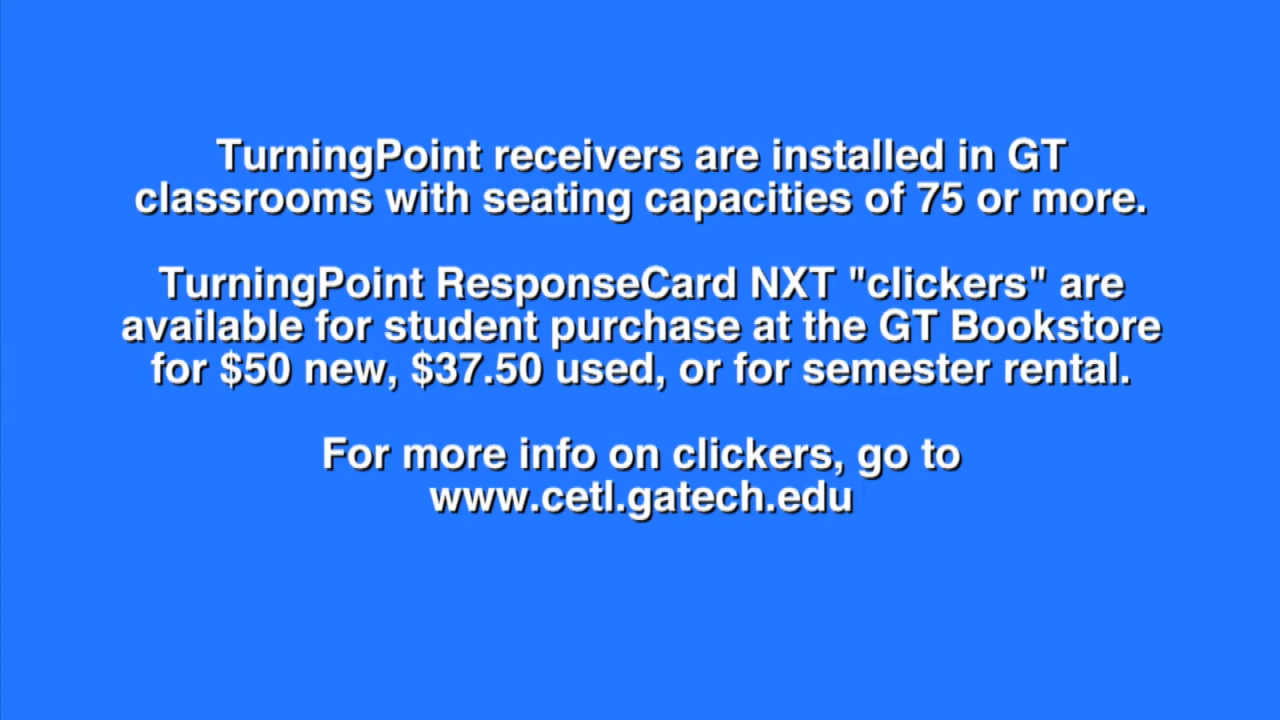 TurningPoint receivers are installed in GT
classrooms with seating capacities of 75 or more.
TurningPoint ResponseCard NXT "clickers" are
available for student purchase at the GT Bookstore
for $50 new, $37.50 used, or for semester rental.
For more info on clickers, go to
www.cetl.gatech.edu